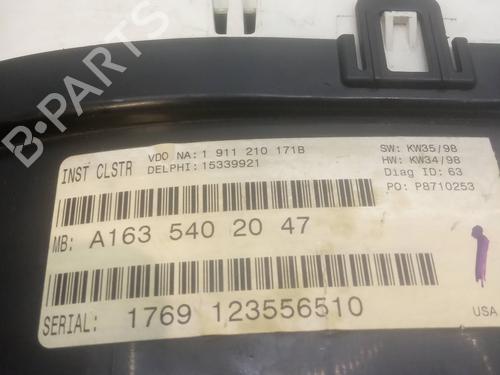 B-PARTS
INST CLSTR
VDO NA: 1 911 210 171B
DELPHI: 15339921
SW: KW35/98
HW: KW34/98
Diag ID: 63
PO: P8710253
MB: A163 540 20 47
SERIAL: 1769 123556510
USA